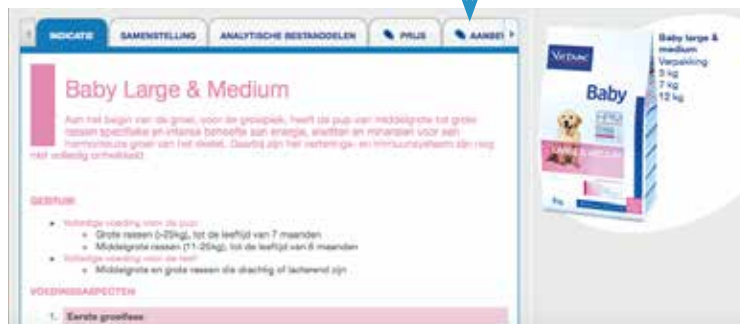 INDICATIE
SAMENSTELLING
ANALYTISCHE BESTANDDELEN
PRIJS
AANBE
Baby Large & Medium
Aan het begin van de groei, voor de groeipiek, heeft de pup van middelgrote tot grote
rassen specifieke en intense behoefte aan energie, eiwitten en mineralen voor een
harmonieuze groei van het skelet. Daarbij zijn het verterings- en immuunsysteem zijn nog
niet volledig ontwikkeld.
GEBRUIK
Volledige voeding voor de pup:
Grote rassen (>25kg), tot de leeftijd van 7 maanden
Middelgrote rassen (11-25kg), tot de leeftijd van 6 maanden
Volledige voeding voor de teef:
Middelgrote en grote rassen die drachtig of lacterend zijn
VOEDINGSASPECTEN
1. Eerste groeifase
Virbac
Baby
HPM
LARGE & MEDIUM
Baby large &
medium
Verpakking
3 kg
7 kg
12 kg